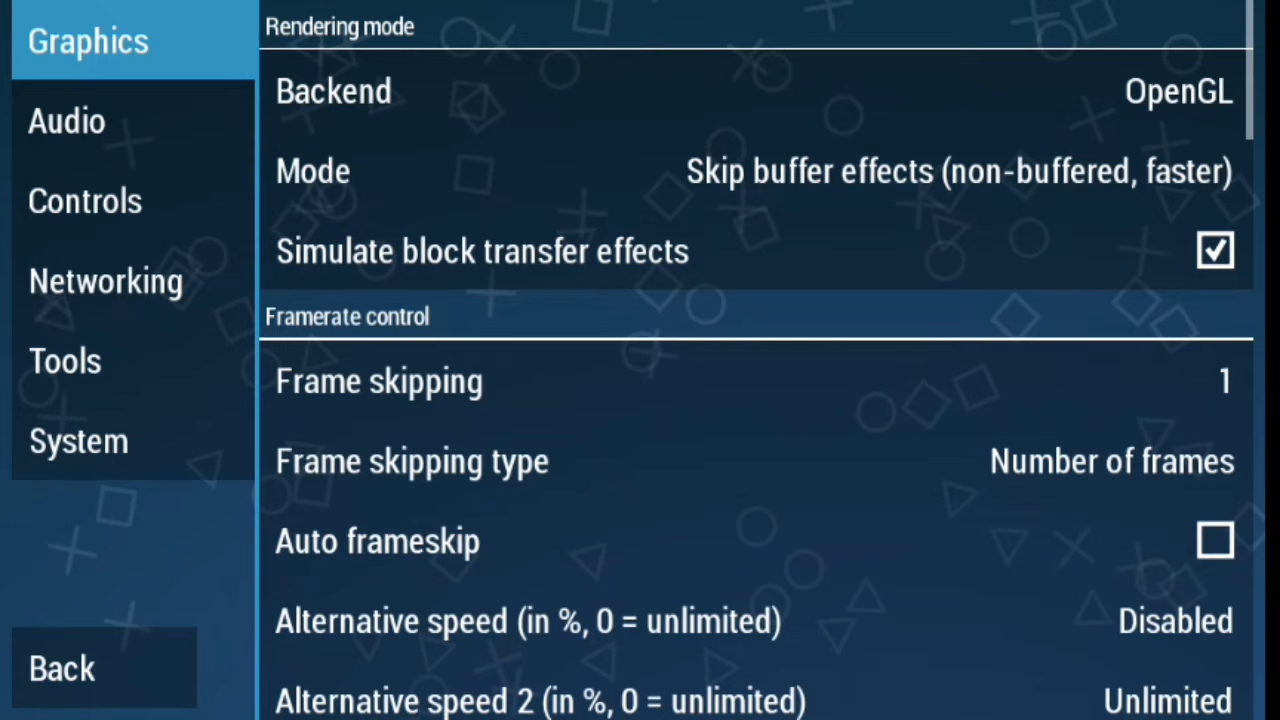 Graphics
Audio
Controls
Networking
Tools
System
Back
Rendering mode
Backend OpenGL
Mode Skip buffer effects (non-buffered, faster)
Simulate block transfer effects
Framerate control
Frame skipping 1
Frame skipping type Number of frames
Auto frameskip
Alternative speed (in %, 0 = unlimited) Disabled
Alternative speed 2 (in %, 0 = unlimited) Unlimited